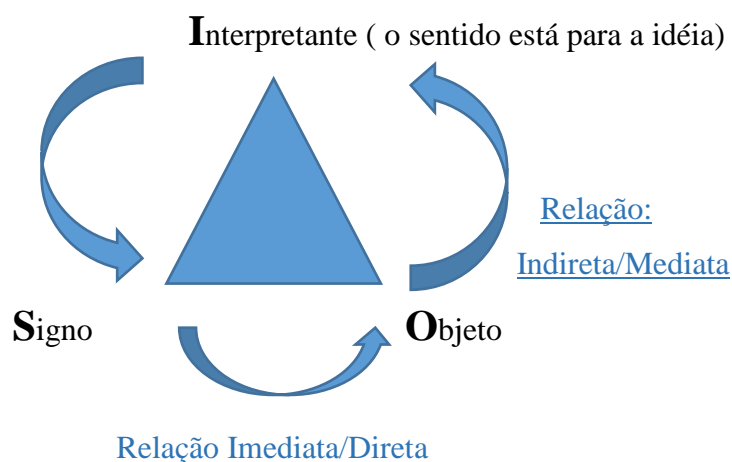 Interpretante ( o sentido está para a idéia)
Relação:
Indireta/Mediata
Signo
Objeto
Relação Imediata/Direta